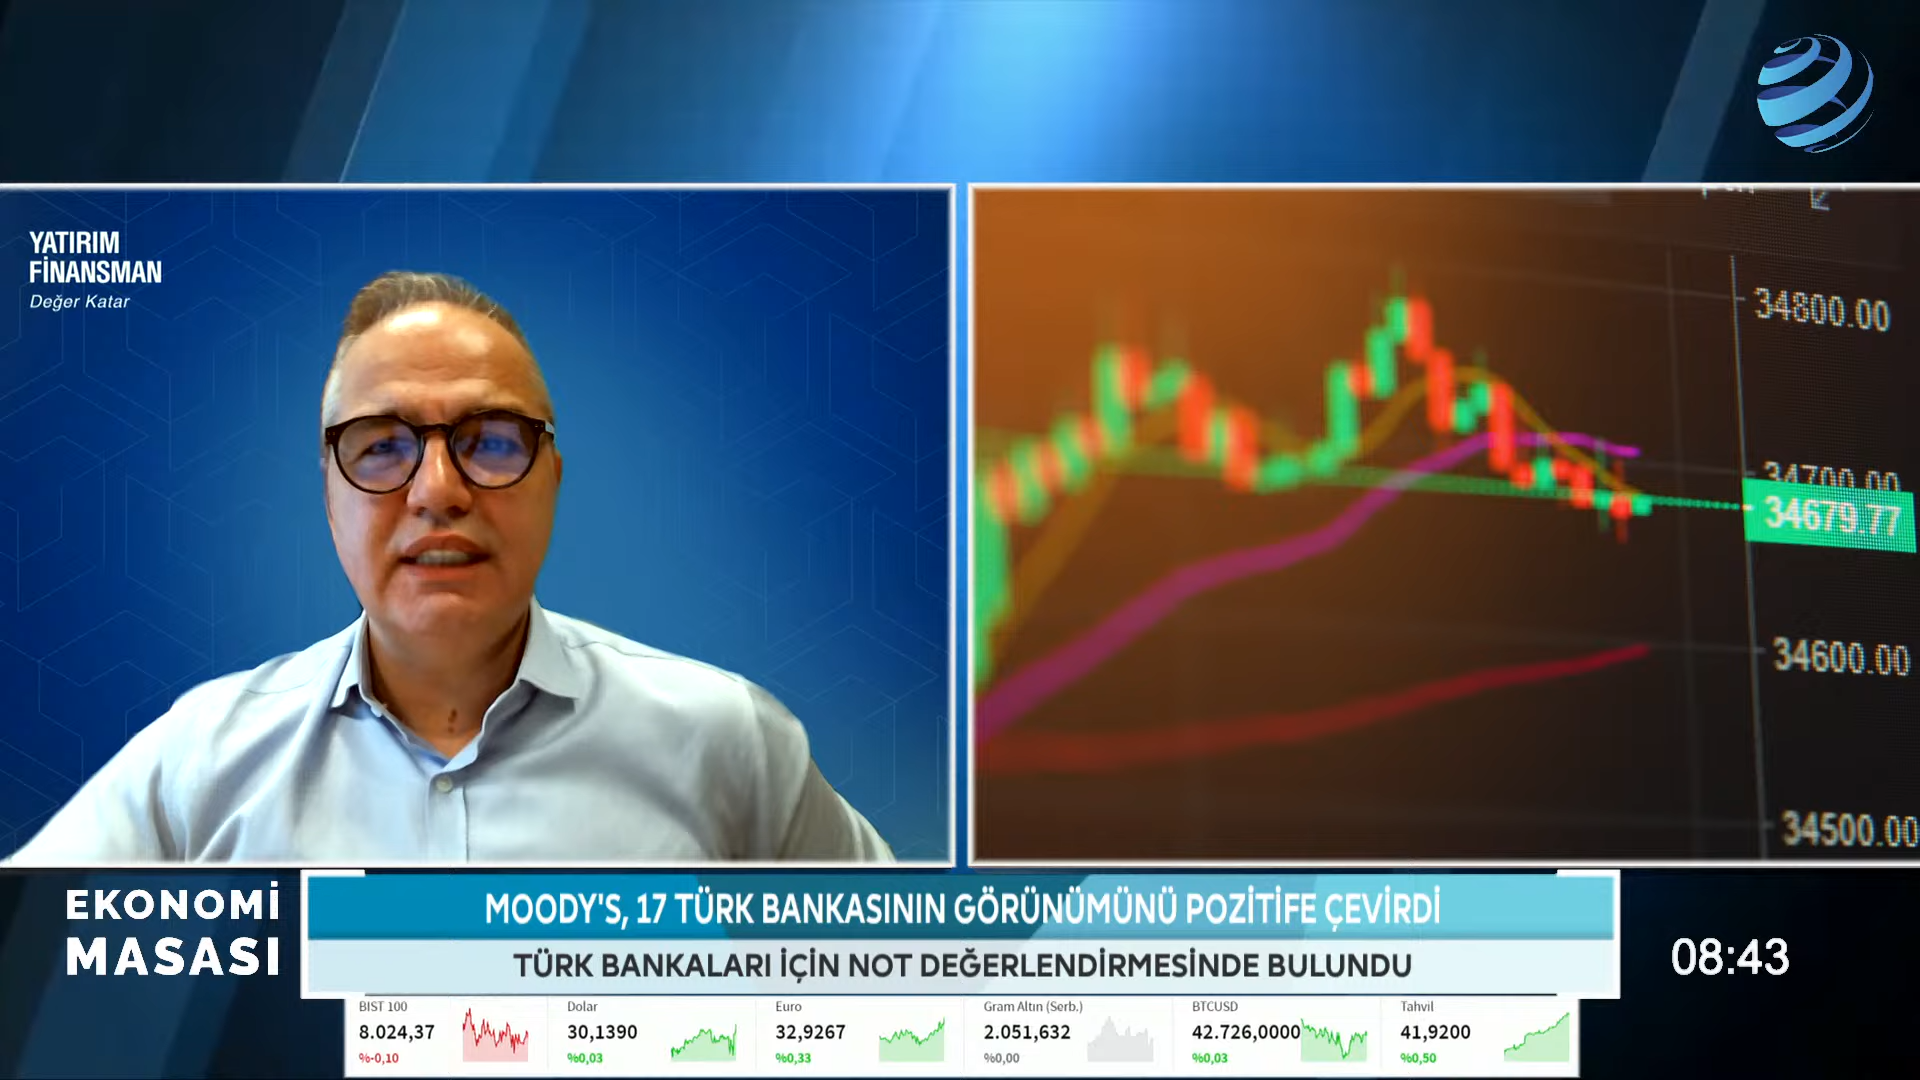 YATIRIM
FİNANSMAN
Değer Katar
34800.00
34700.00
34679.77
34600.00
34500.00
EKONOMİ
MASASI
MOODY'S, 17 TÜRK BANKASININ GÖRÜNÜMÜNÜ POZİTİFE ÇEVİRDİ
TÜRK BANKALARI İÇİN NOT DEĞERLENDİRMESİNDE BULUNDU
08:43
BIST 100
8.024,37
%-0,10
Dolar
30,1390
%0,03
Euro
32,9267
%0,33
Gram Altın (Serb.)
2.051,632
%0,00
BTCUSD
42.726,0000
%0,03
Tahvil
41,9200
%0,50